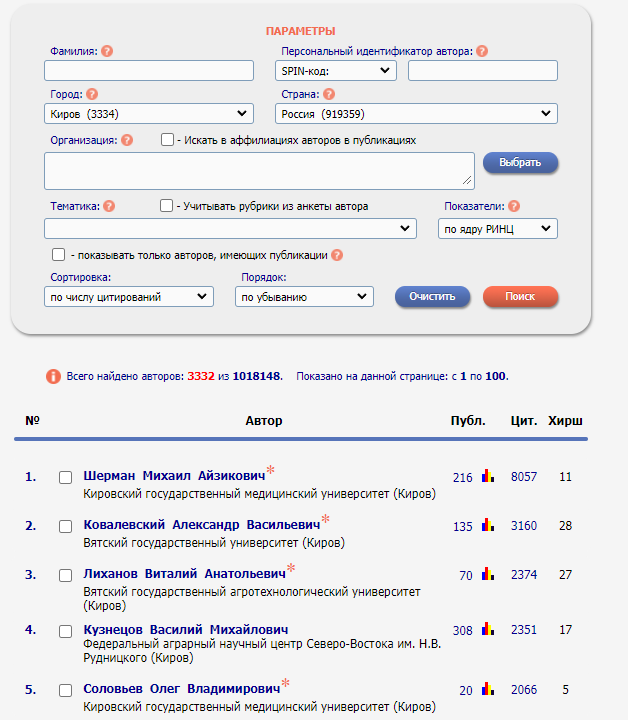 ПАРАМЕТРЫ
Фамилия: ? Персональный идентификатор автора: ?
SPIN-код:
Город: ? Страна: ?
Киров (3334) Россия (919359)
Организация: ? - Искать в аффилиациях авторов в публикациях
Выбрать
Тематика: ? - Учитывать рубрики из анкеты автора Показатели: ?
по ядру РИНЦ
- показывать только авторов, имеющих публикации ?
Сортировка: Порядок:
по числу цитирований по убыванию Очистить Поиск
i Всего найдено авторов: 3332 из 1018148. Показано на данной странице: с 1 по 100.
№ Автор Публ. Цит. Хирш
1. Шерман Михаил Айзикович* 216 8057 11
Кировский государственный медицинский университет (Киров)
2. Ковалевский Александр Васильевич* 135 3160 28
Вятский государственный университет (Киров)
3. Лиханов Виталий Анатольевич* 70 2374 27
Вятский государственный агротехнологический университет
(Киров)
4. Кузнецов Василий Михайлович 308 2351 17
Федеральный аграрный научный центр Северо-Востока им. Н.В.
Рудницкого (Киров)
5. Соловьев Олег Владимирович* 20 2066 5
Кировский государственный медицинский университет (Киров)